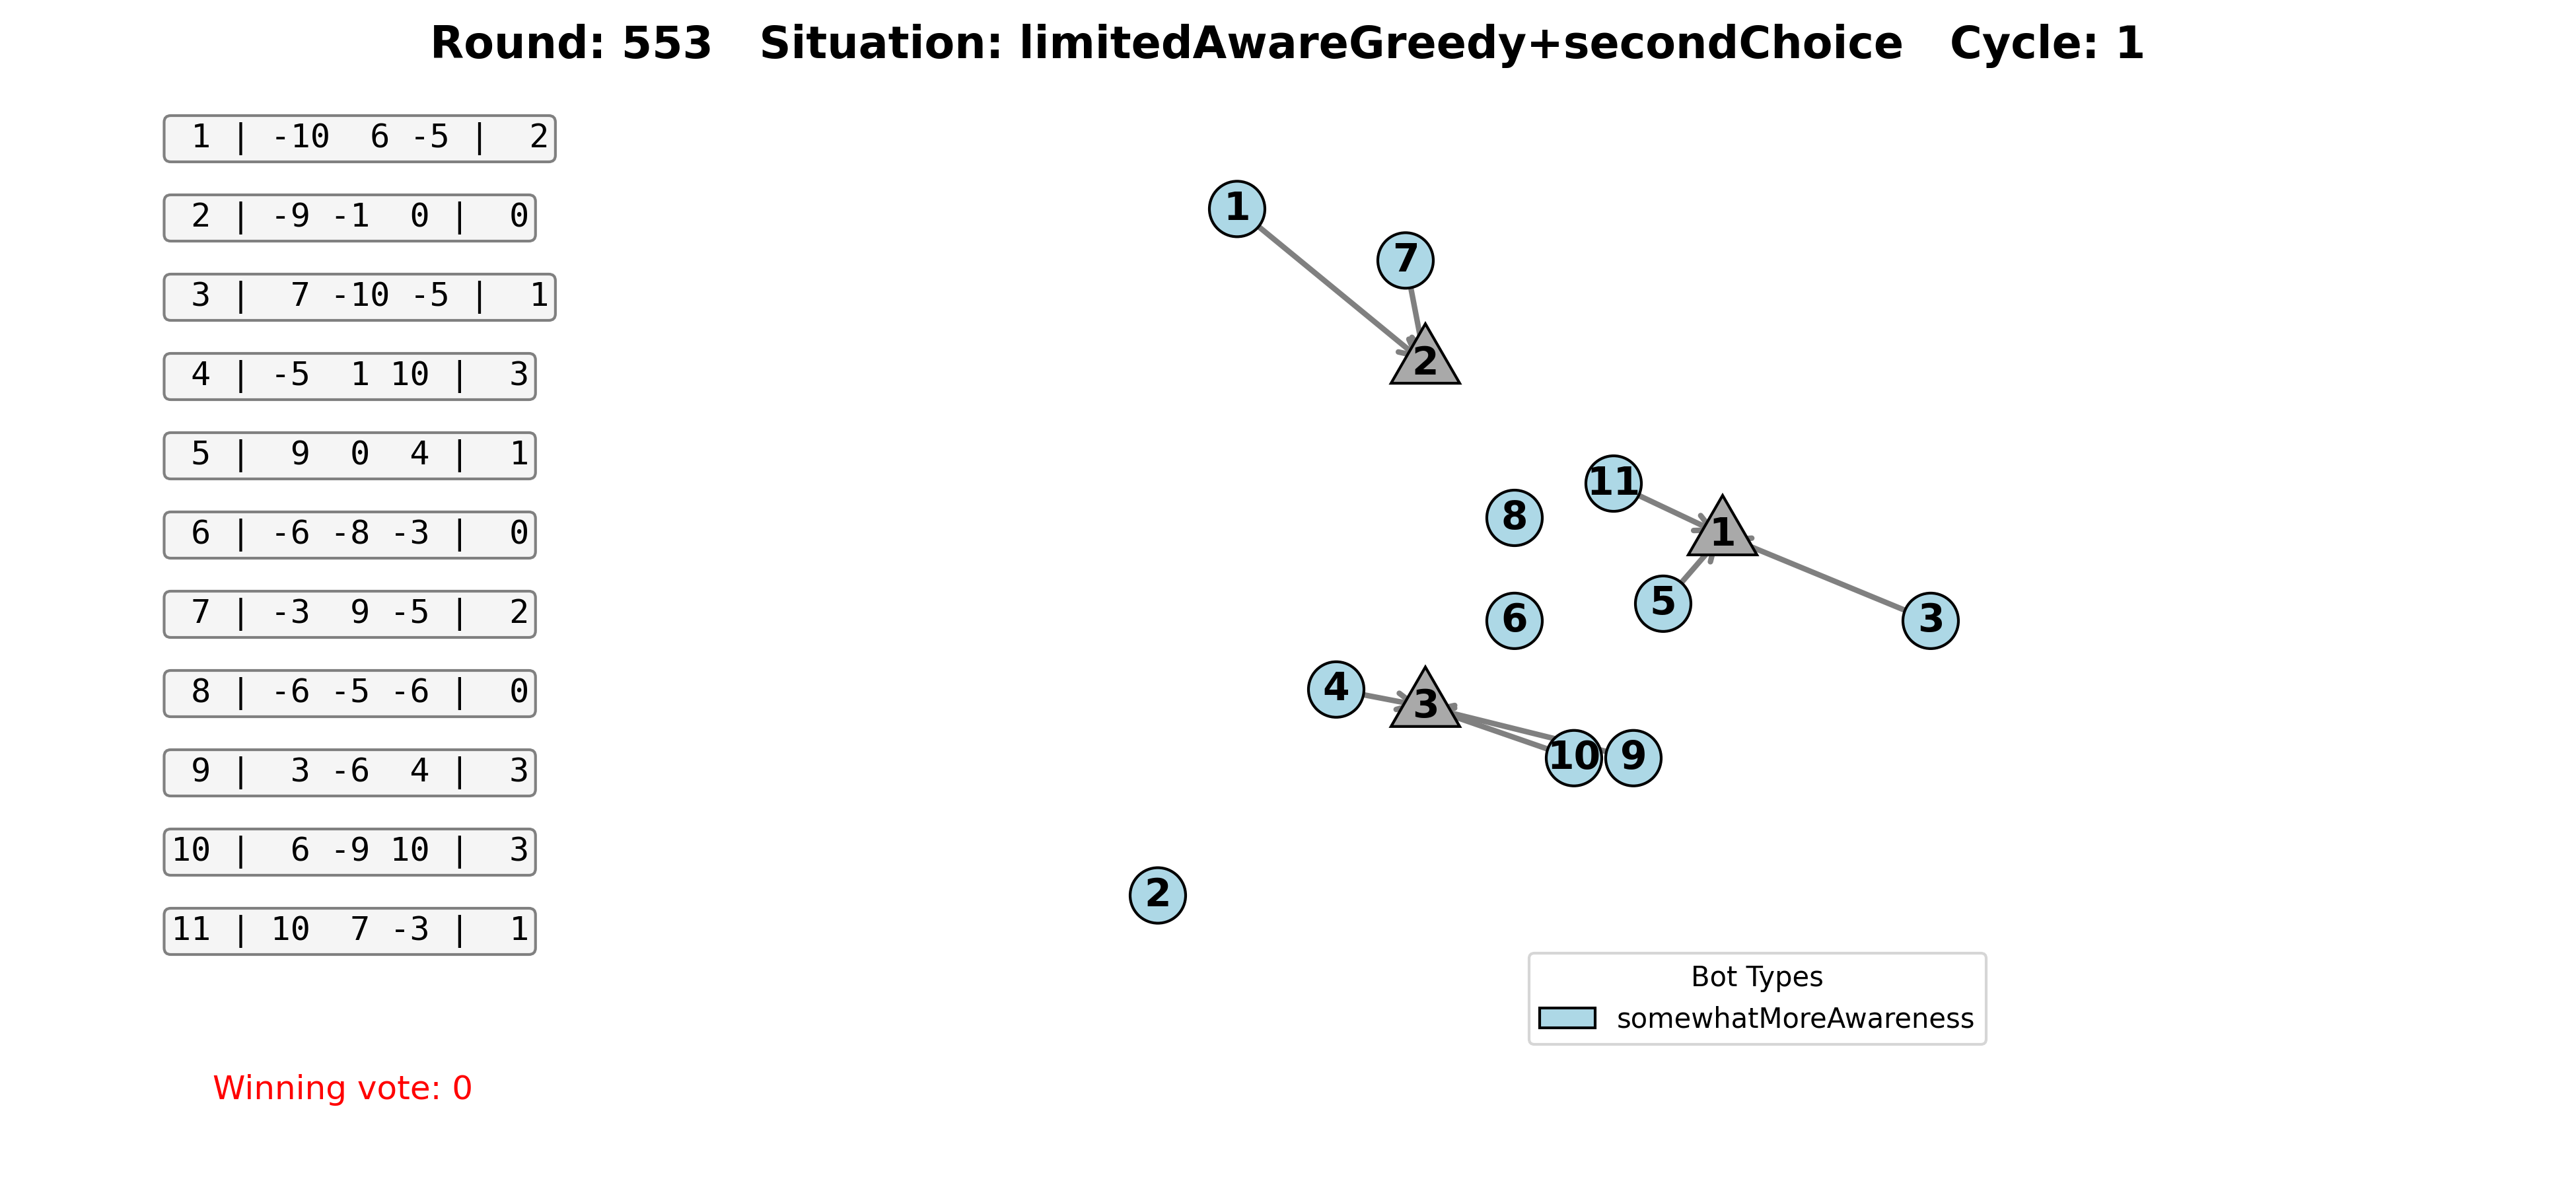 Round: 553   Situation: limitedAwareGreedy+secondChoice   Cycle: 1
1 | -10  6 -5 |  2
2 | -9 -1  0 |  0
3 |  7 -10 -5 |  1
4 | -5  1 10 |  3
5 |  9  0  4 |  1
6 | -6 -8 -3 |  0
7 | -3  9 -5 |  2
8 | -6 -5 -6 |  0
9 |  3 -6  4 |  3
10 |  6 -9 10 |  3
11 | 10  7 -3 |  1
Winning vote: 0
1
7
2
11
8
1
5
6
3
4
3
10
9
2
Bot Types
somewhatMoreAwareness